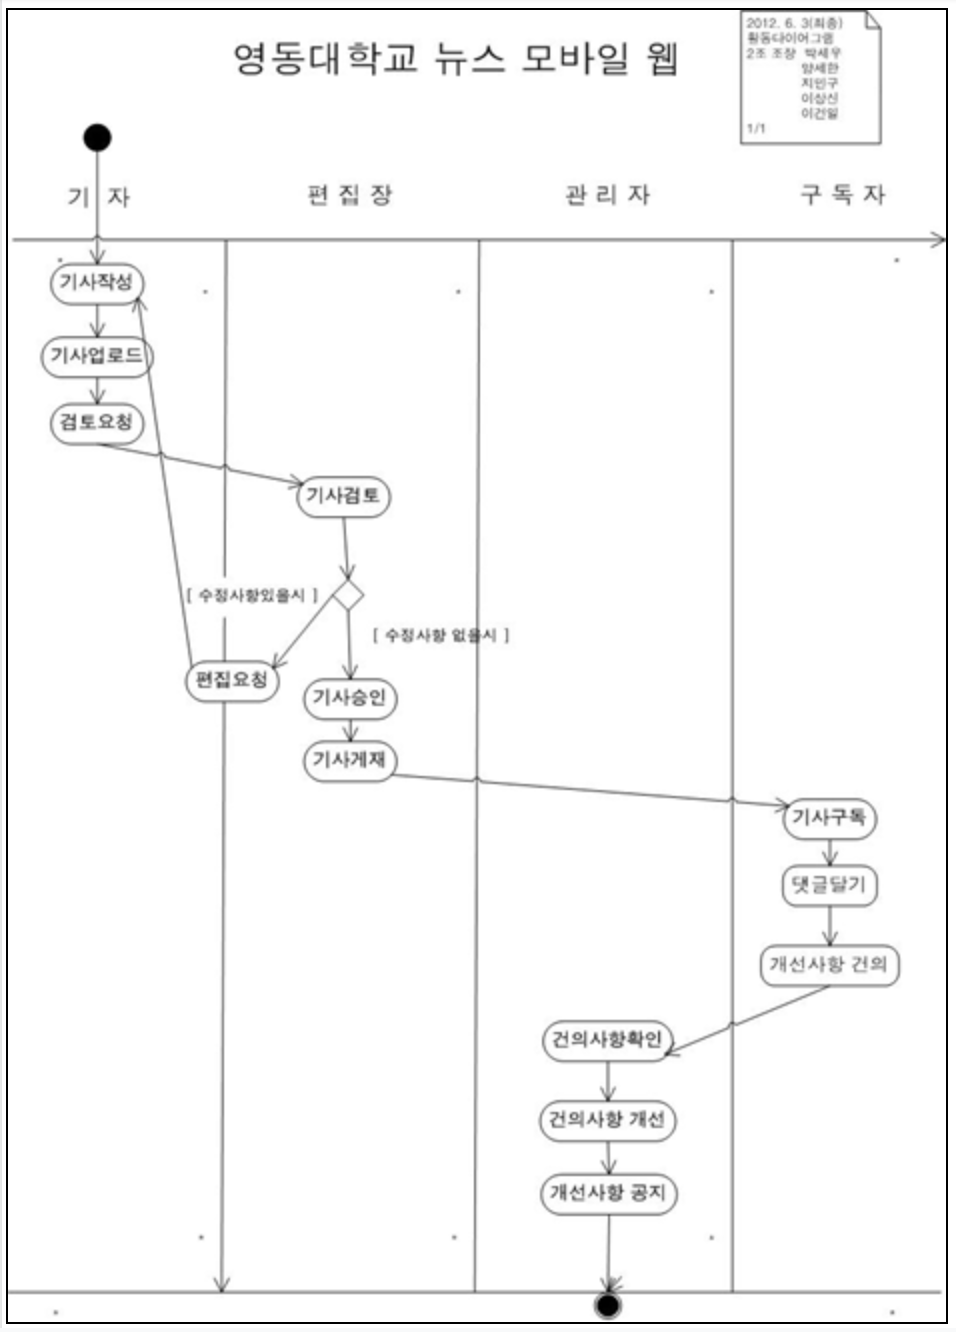 영동대학교 뉴스 모바일 웹
2012. 6. 3(최종)
활동다이어그램
2조 조장 박세우
양세한
지민구
이상신
이건일
1/1
기 자
편 집 장
관 리 자
구 독 자
기사작성
기사업로드
검토요청
기사검토
[ 수정사항있을시 ]
[ 수정사항 없을시 ]
편집요청
기사승인
기사게재
기사구독
댓글달기
개선사항 건의
건의사항확인
건의사항 개선
개선사항 공지